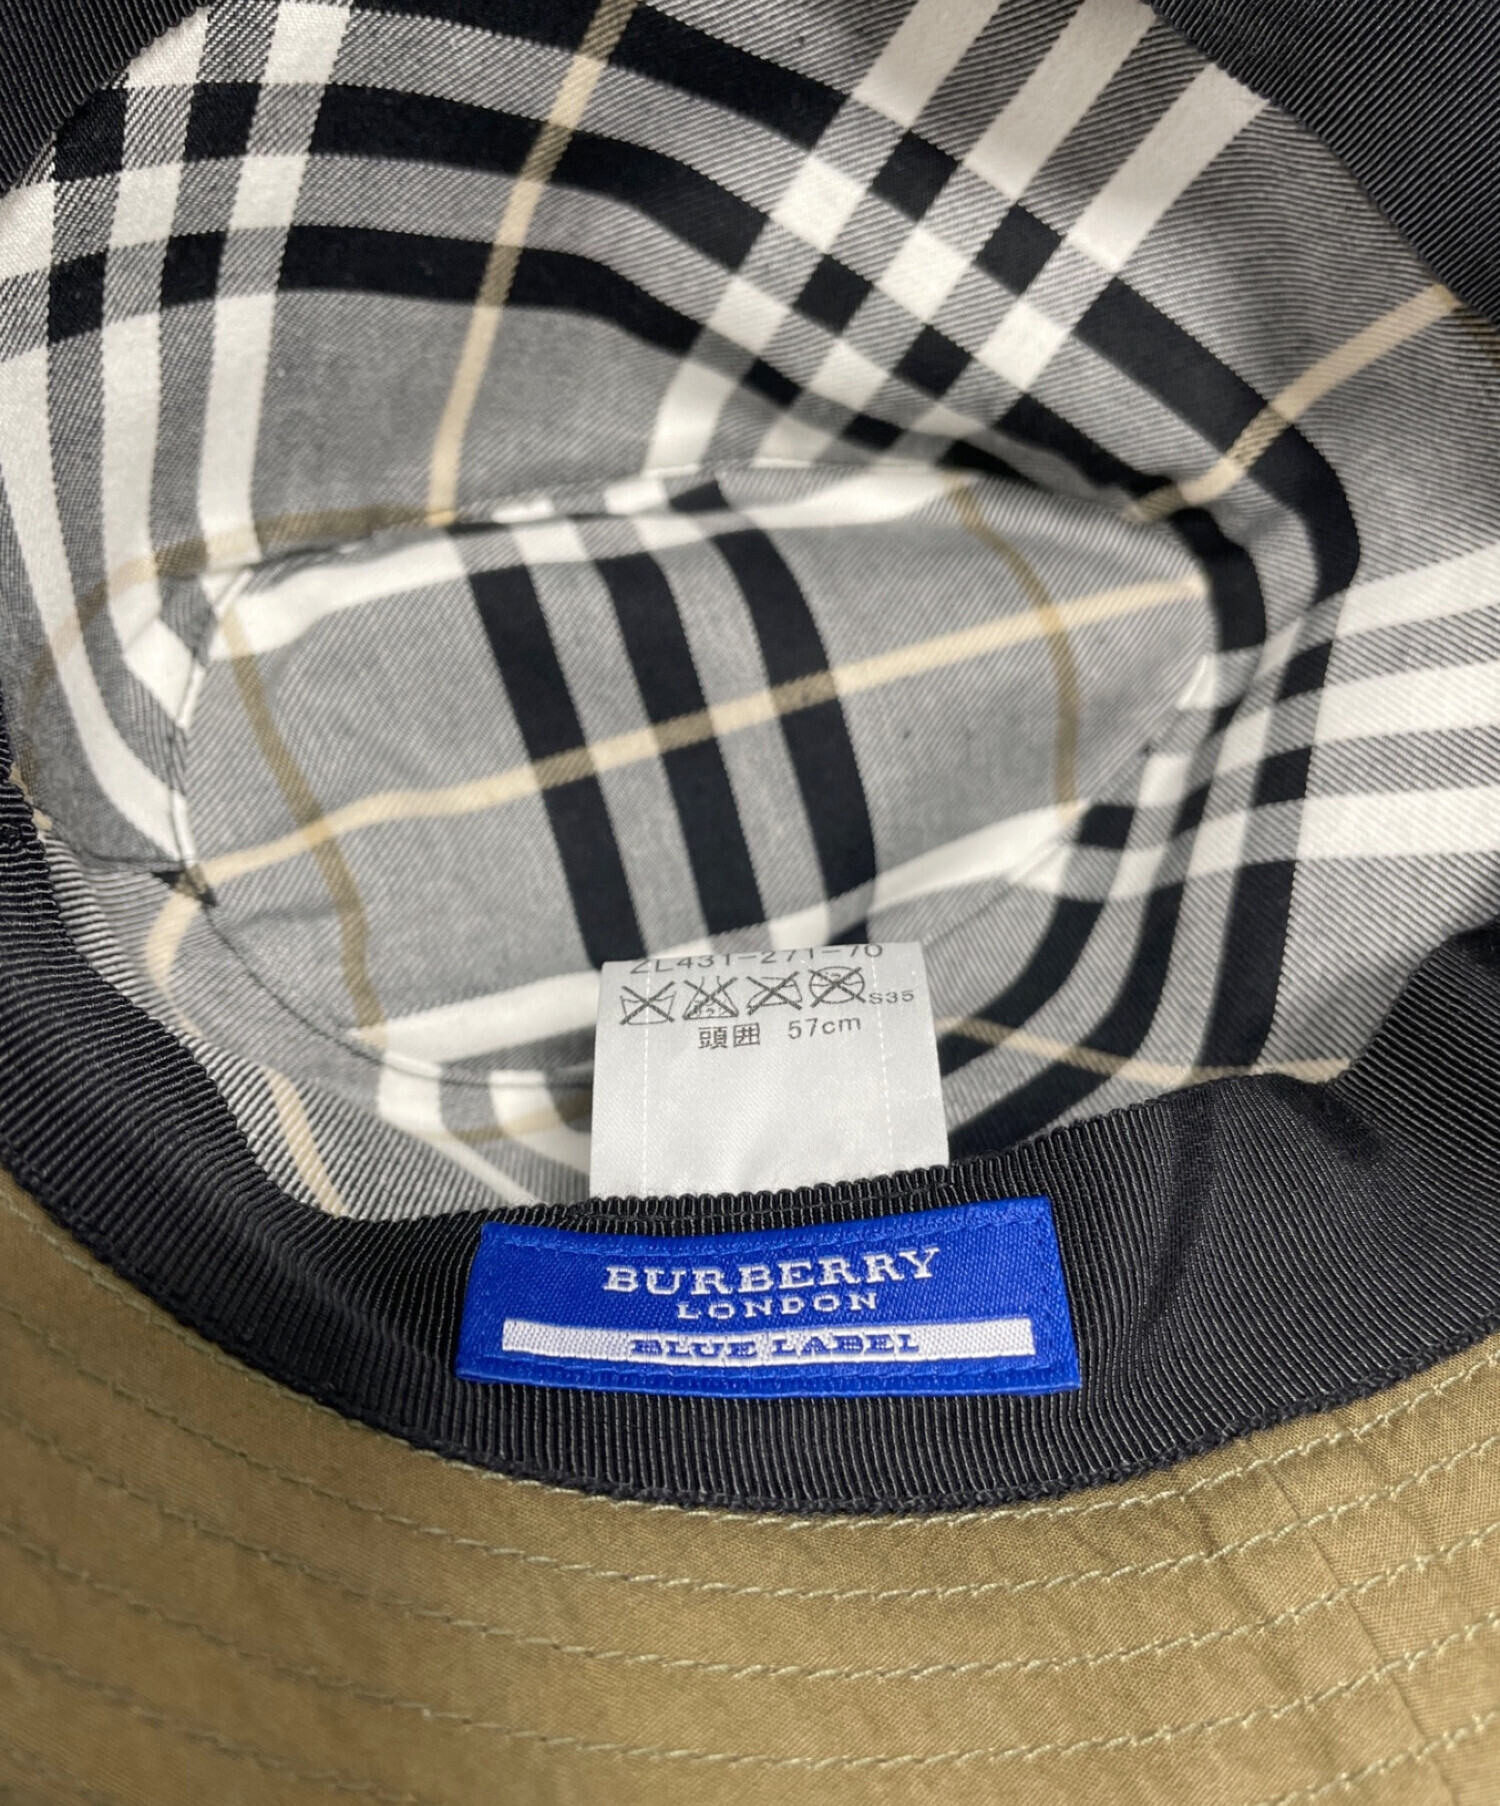 ZL431-271-70
S35
頭囲 57cm
BURBERRY
LONDON
BLUE LABEL